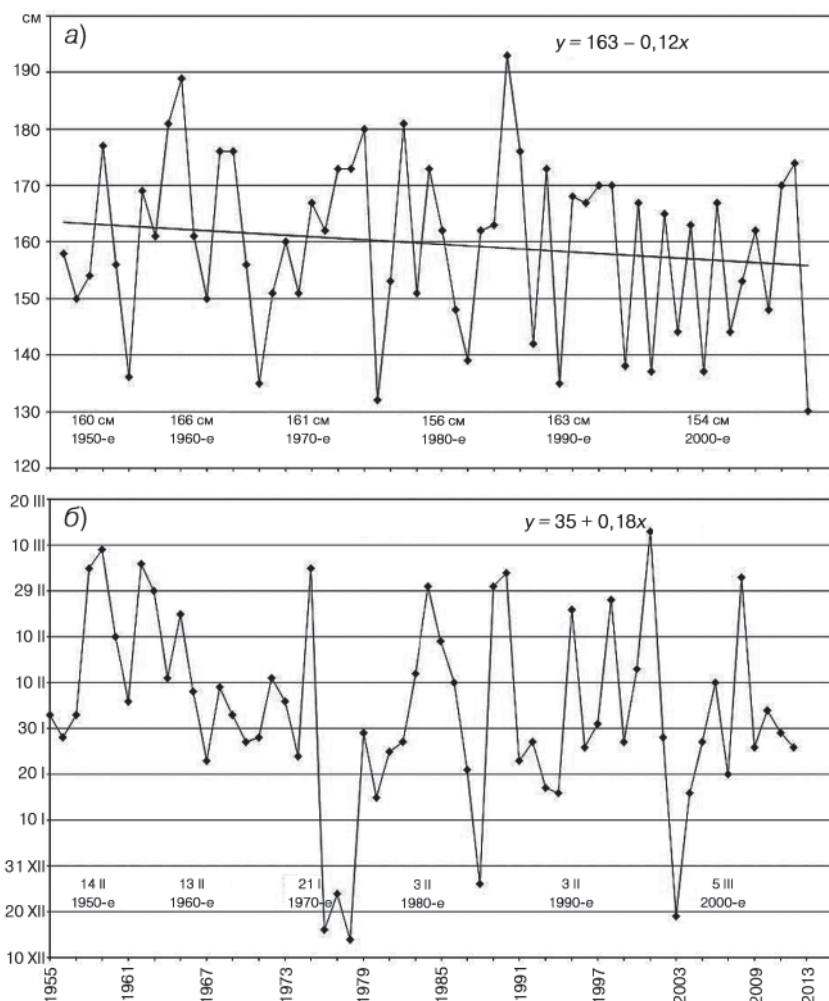 см
а)
y = 163 – 0,12x
190
180
170
160
150
140
130
120
160 см 166 см 161 см 156 см 163 см 154 см
1950-е 1960-е 1970-е 1980-е 1990-е 2000-е
20 III
б)
y = 35 + 0,18x
10 III
29 II
10 II
10 II
30 I
20 I
10 I
31 XII
14 II 13 II 21 I 3 II 3 II 5 III
1950-е 1960-е 1970-е 1980-е 1990-е 2000-е
20 XII
10 XII
1955 1961 1967 1973 1979 1985 1991 1997 2003 2009 2013